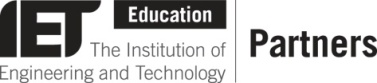 IET Education
The Institution of
Engineering and Technology
Partners